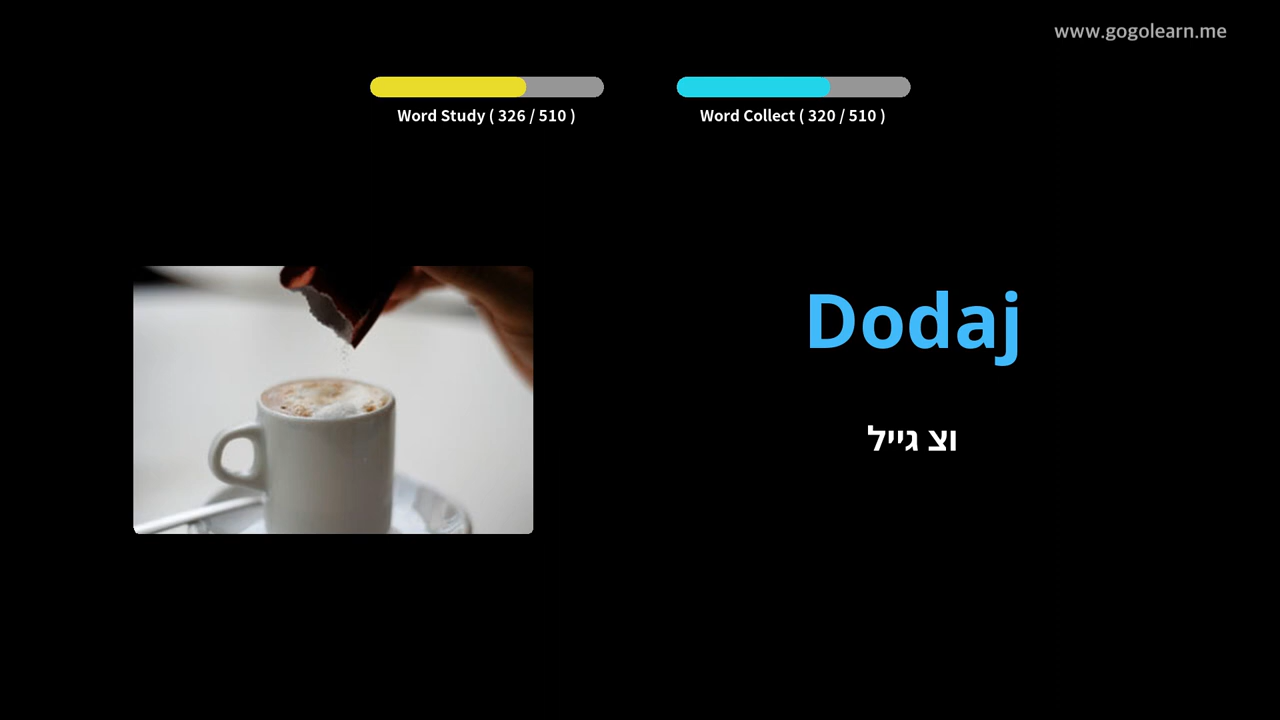 www.gogolearn.me
Word Study ( 326 / 510 )
Word Collect ( 320 / 510 )
Dodaj
וצ גייל